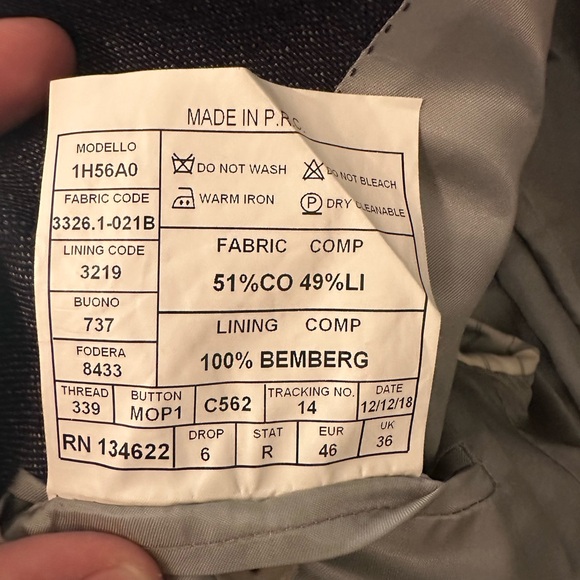 MADE IN P.R.C
MODELLO
1H56A0
DO NOT WASH
DO NOT BLEACH
FABRIC CODE
3326.1-021B
WARM IRON
P
DRY CLEANABLE
LINING CODE
3219
FABRIC COMP
51%CO 49%LI
BUONO
737
LINING COMP
100% BEMBERG
FODERA
8433
THREAD
339
BUTTON
MOP1
C562
TRACKING NO.
14
DATE
12/12/18
RN 134622
DROP
6
STAT
R
EUR
46
UK
36